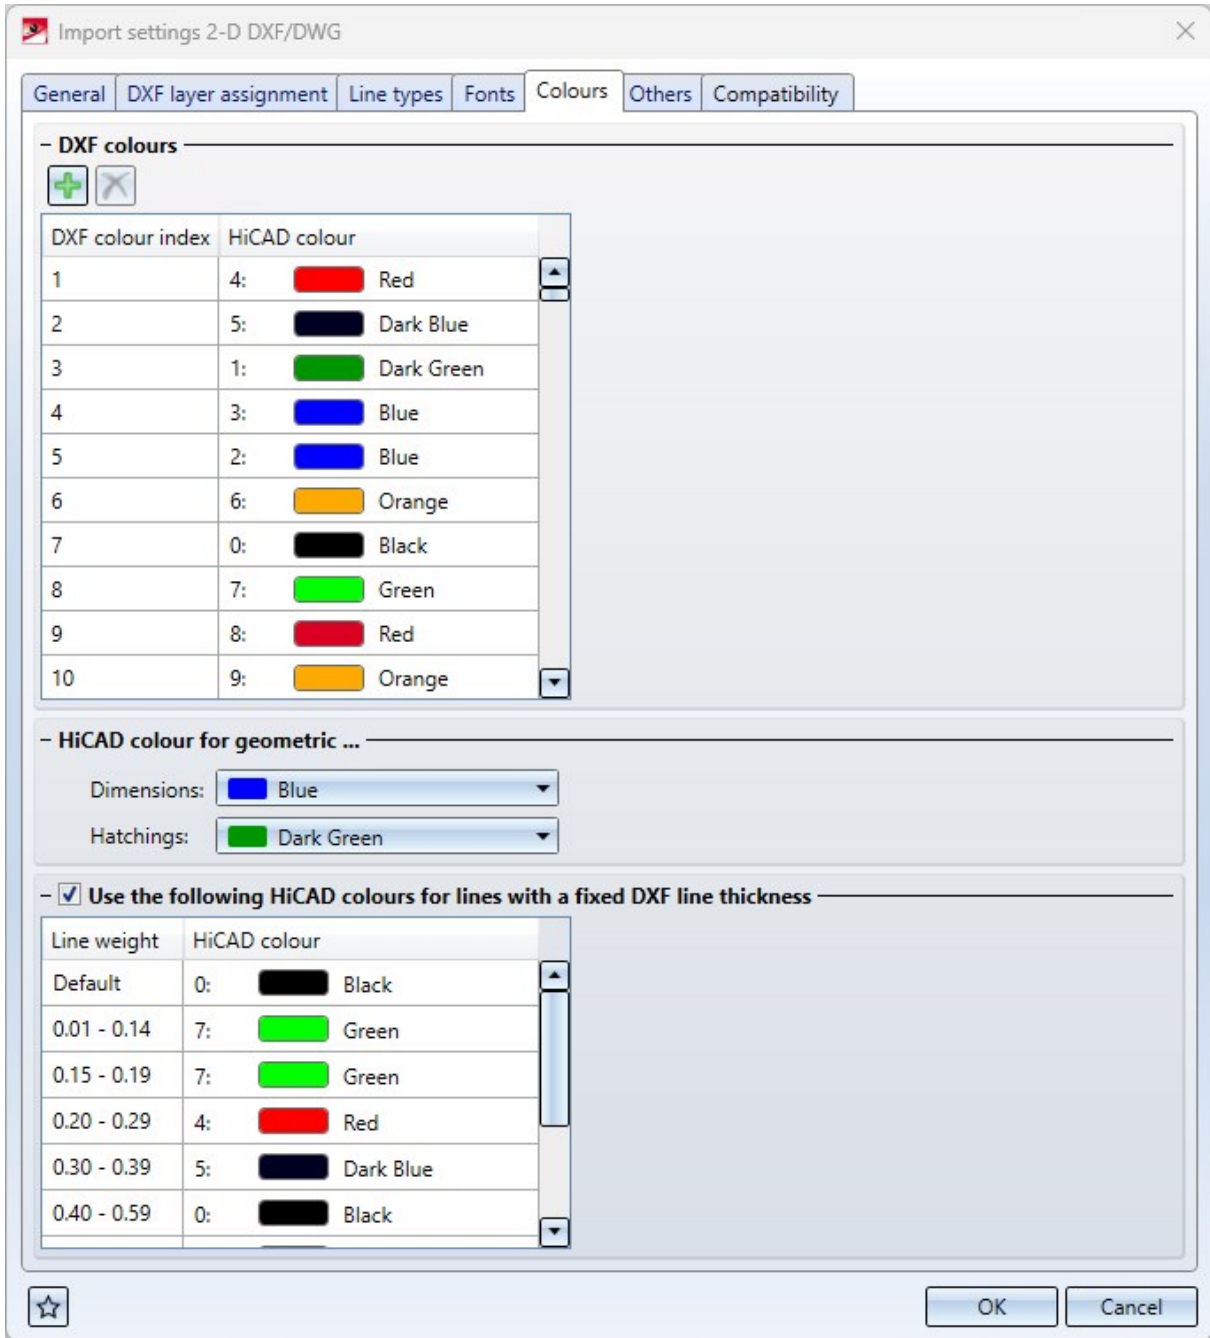 Import settings 2-D DXF/DWG
General DXF layer assignment Line types Fonts Colours Others Compatibility
– DXF colours
DXF colour index HiCAD colour
1 4: Red
2 5: Dark Blue
3 1: Dark Green
4 3: Blue
5 2: Blue
6 6: Orange
7 0: Black
8 7: Green
9 8: Red
10 9: Orange
– HiCAD colour for geometric ...
Dimensions: Blue
Hatchings: Dark Green
– Use the following HiCAD colours for lines with a fixed DXF line thickness
Line weight HiCAD colour
Default 0: Black
0.01 - 0.14 7: Green
0.15 - 0.19 7: Green
0.20 - 0.29 4: Red
0.30 - 0.39 5: Dark Blue
0.40 - 0.59 0: Black
OK Cancel